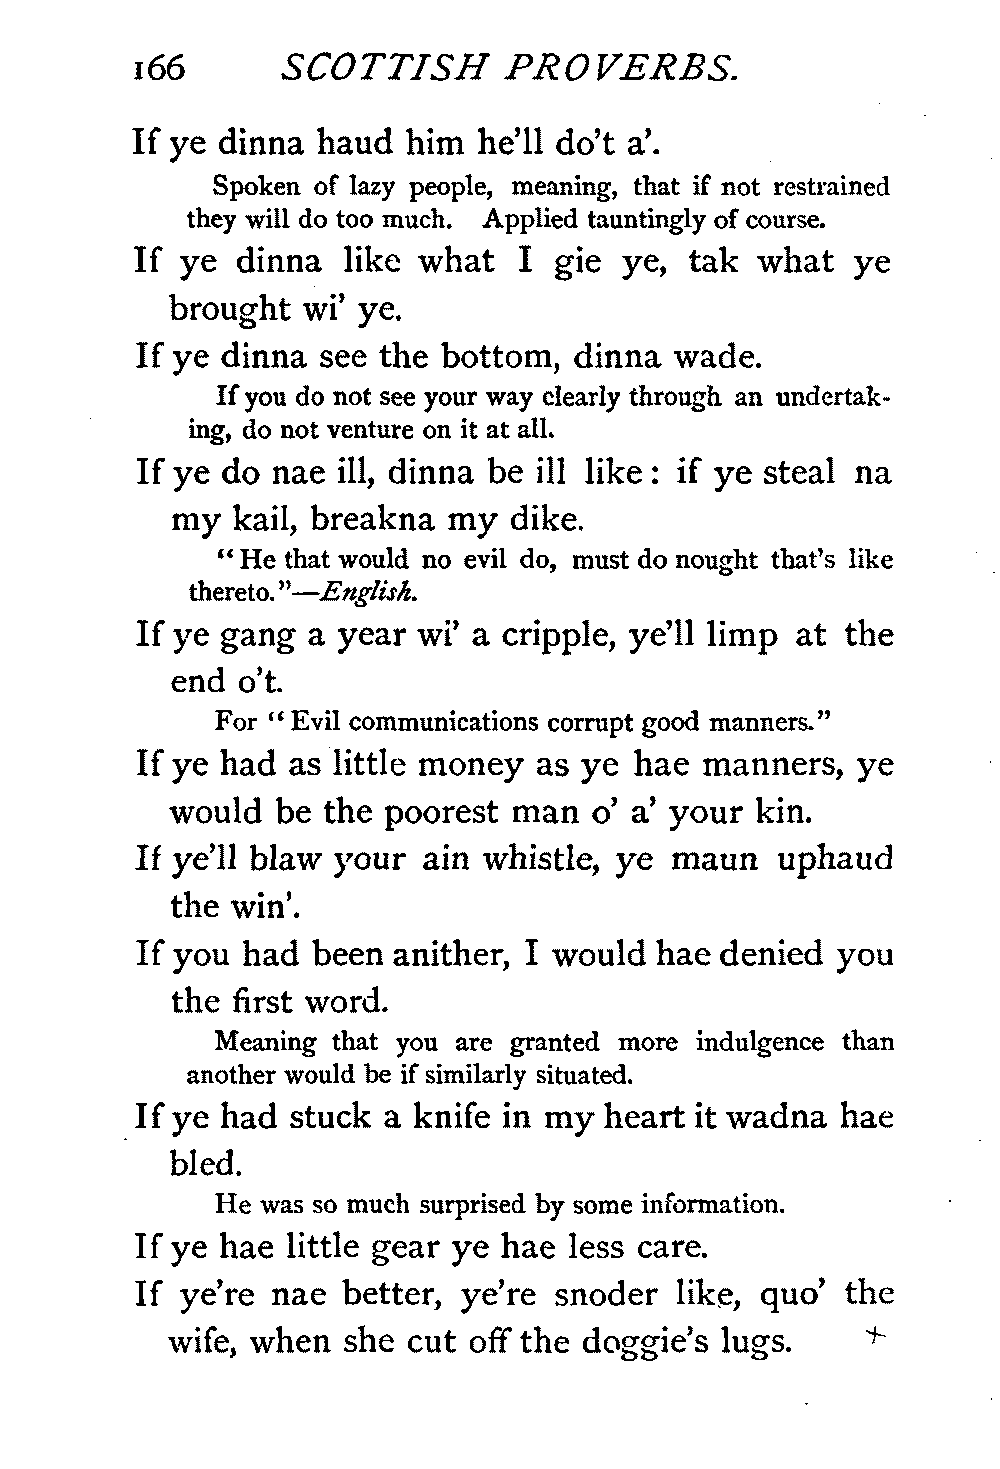 166 SCOTTISH PROVERBS.
If ye dinna haud him he'll do't a'.
Spoken of lazy people, meaning, that if not restrained
they will do too much. Applied tauntingly of course.
If ye dinna like what I gie ye, tak what ye
brought wi' ye.
If ye dinna see the bottom, dinna wade.
If you do not see your way clearly through an undertak-
ing, do not venture on it at all.
If ye do nae ill, dinna be ill like: if ye steal na
my kail, breakna my dike.
"He that would no evil do, must do nought that's like
thereto."—English.
If ye gang a year wi' a cripple, ye'll limp at the
end o't.
For "Evil communications corrupt good manners."
If ye had as little money as ye hae manners, ye
would be the poorest man o' a' your kin.
If ye'll blaw your ain whistle, ye maun uphaud
the win'.
If you had been anither, I would hae denied you
the first word.
Meaning that you are granted more indulgence than
another would be if similarly situated.
If ye had stuck a knife in my heart it wadna hae
bled.
He was so much surprised by some information.
If ye hae little gear ye hae less care.
If ye're nae better, ye're snoder like, quo' the
wife, when she cut off the doggie's lugs. +